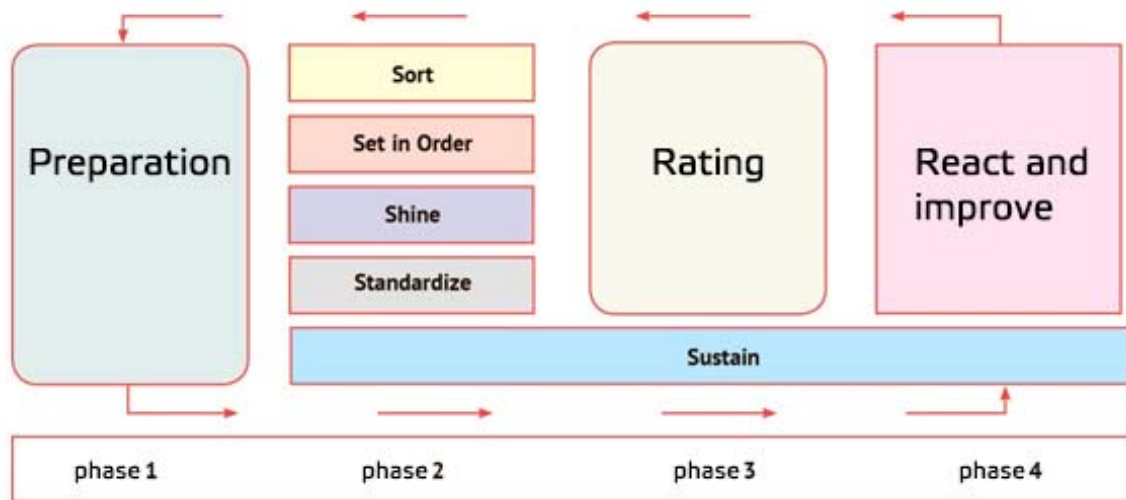 Preparation
Sort
Set in Order
Shine
Standardize
Rating
React and
improve
Sustain
phase 1
phase 2
phase 3
phase 4